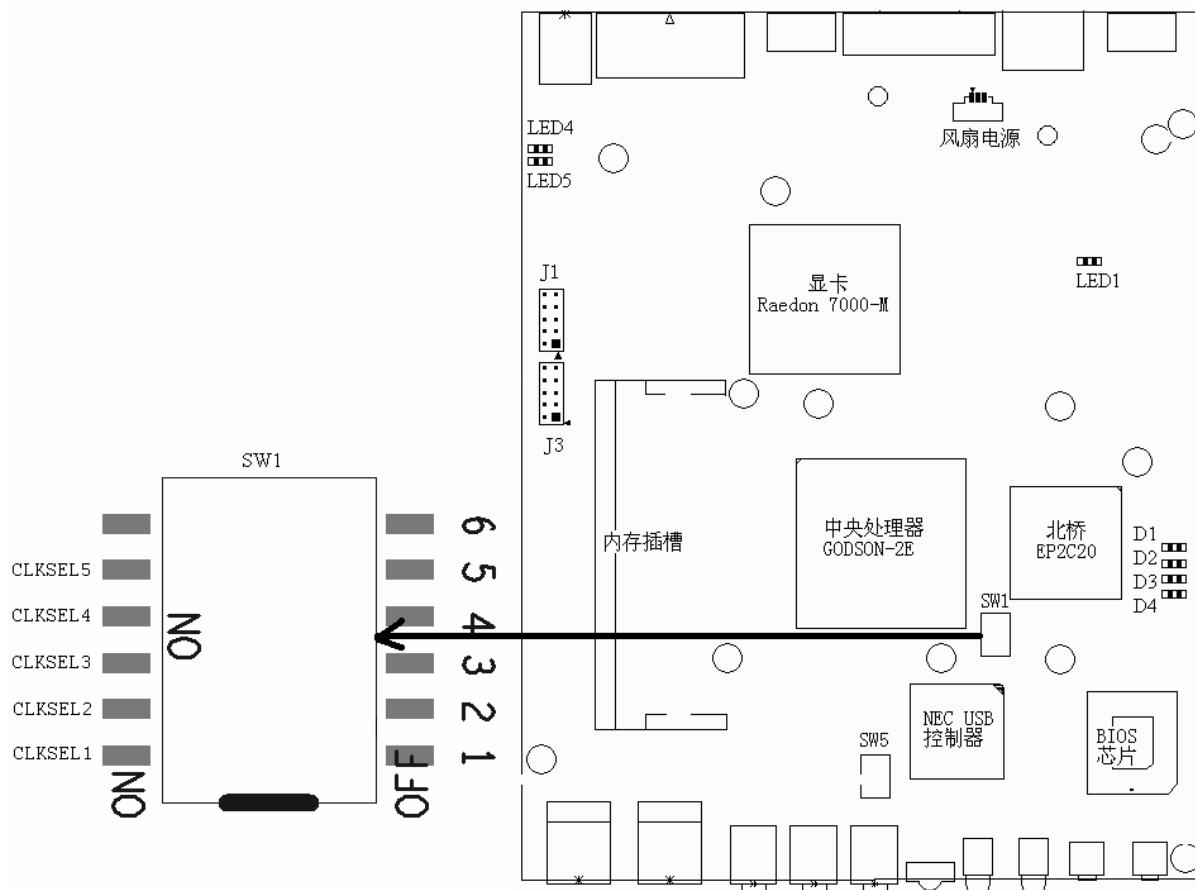 LED4
LED5
风扇电源
LED1
显卡
Raedon 7000-M
J1
J3
SW1
6
5
4
3
2
1
CLKSEL5
CLKSEL4
CLKSEL3
CLKSEL2
CLKSEL1
ON
ON
OFF
内存插槽
中央处理器
GODSON-2E
北桥
EP2C20
D1
D2
D3
D4
SW1
NEC USB
控制器
SW5
BIOS
芯片